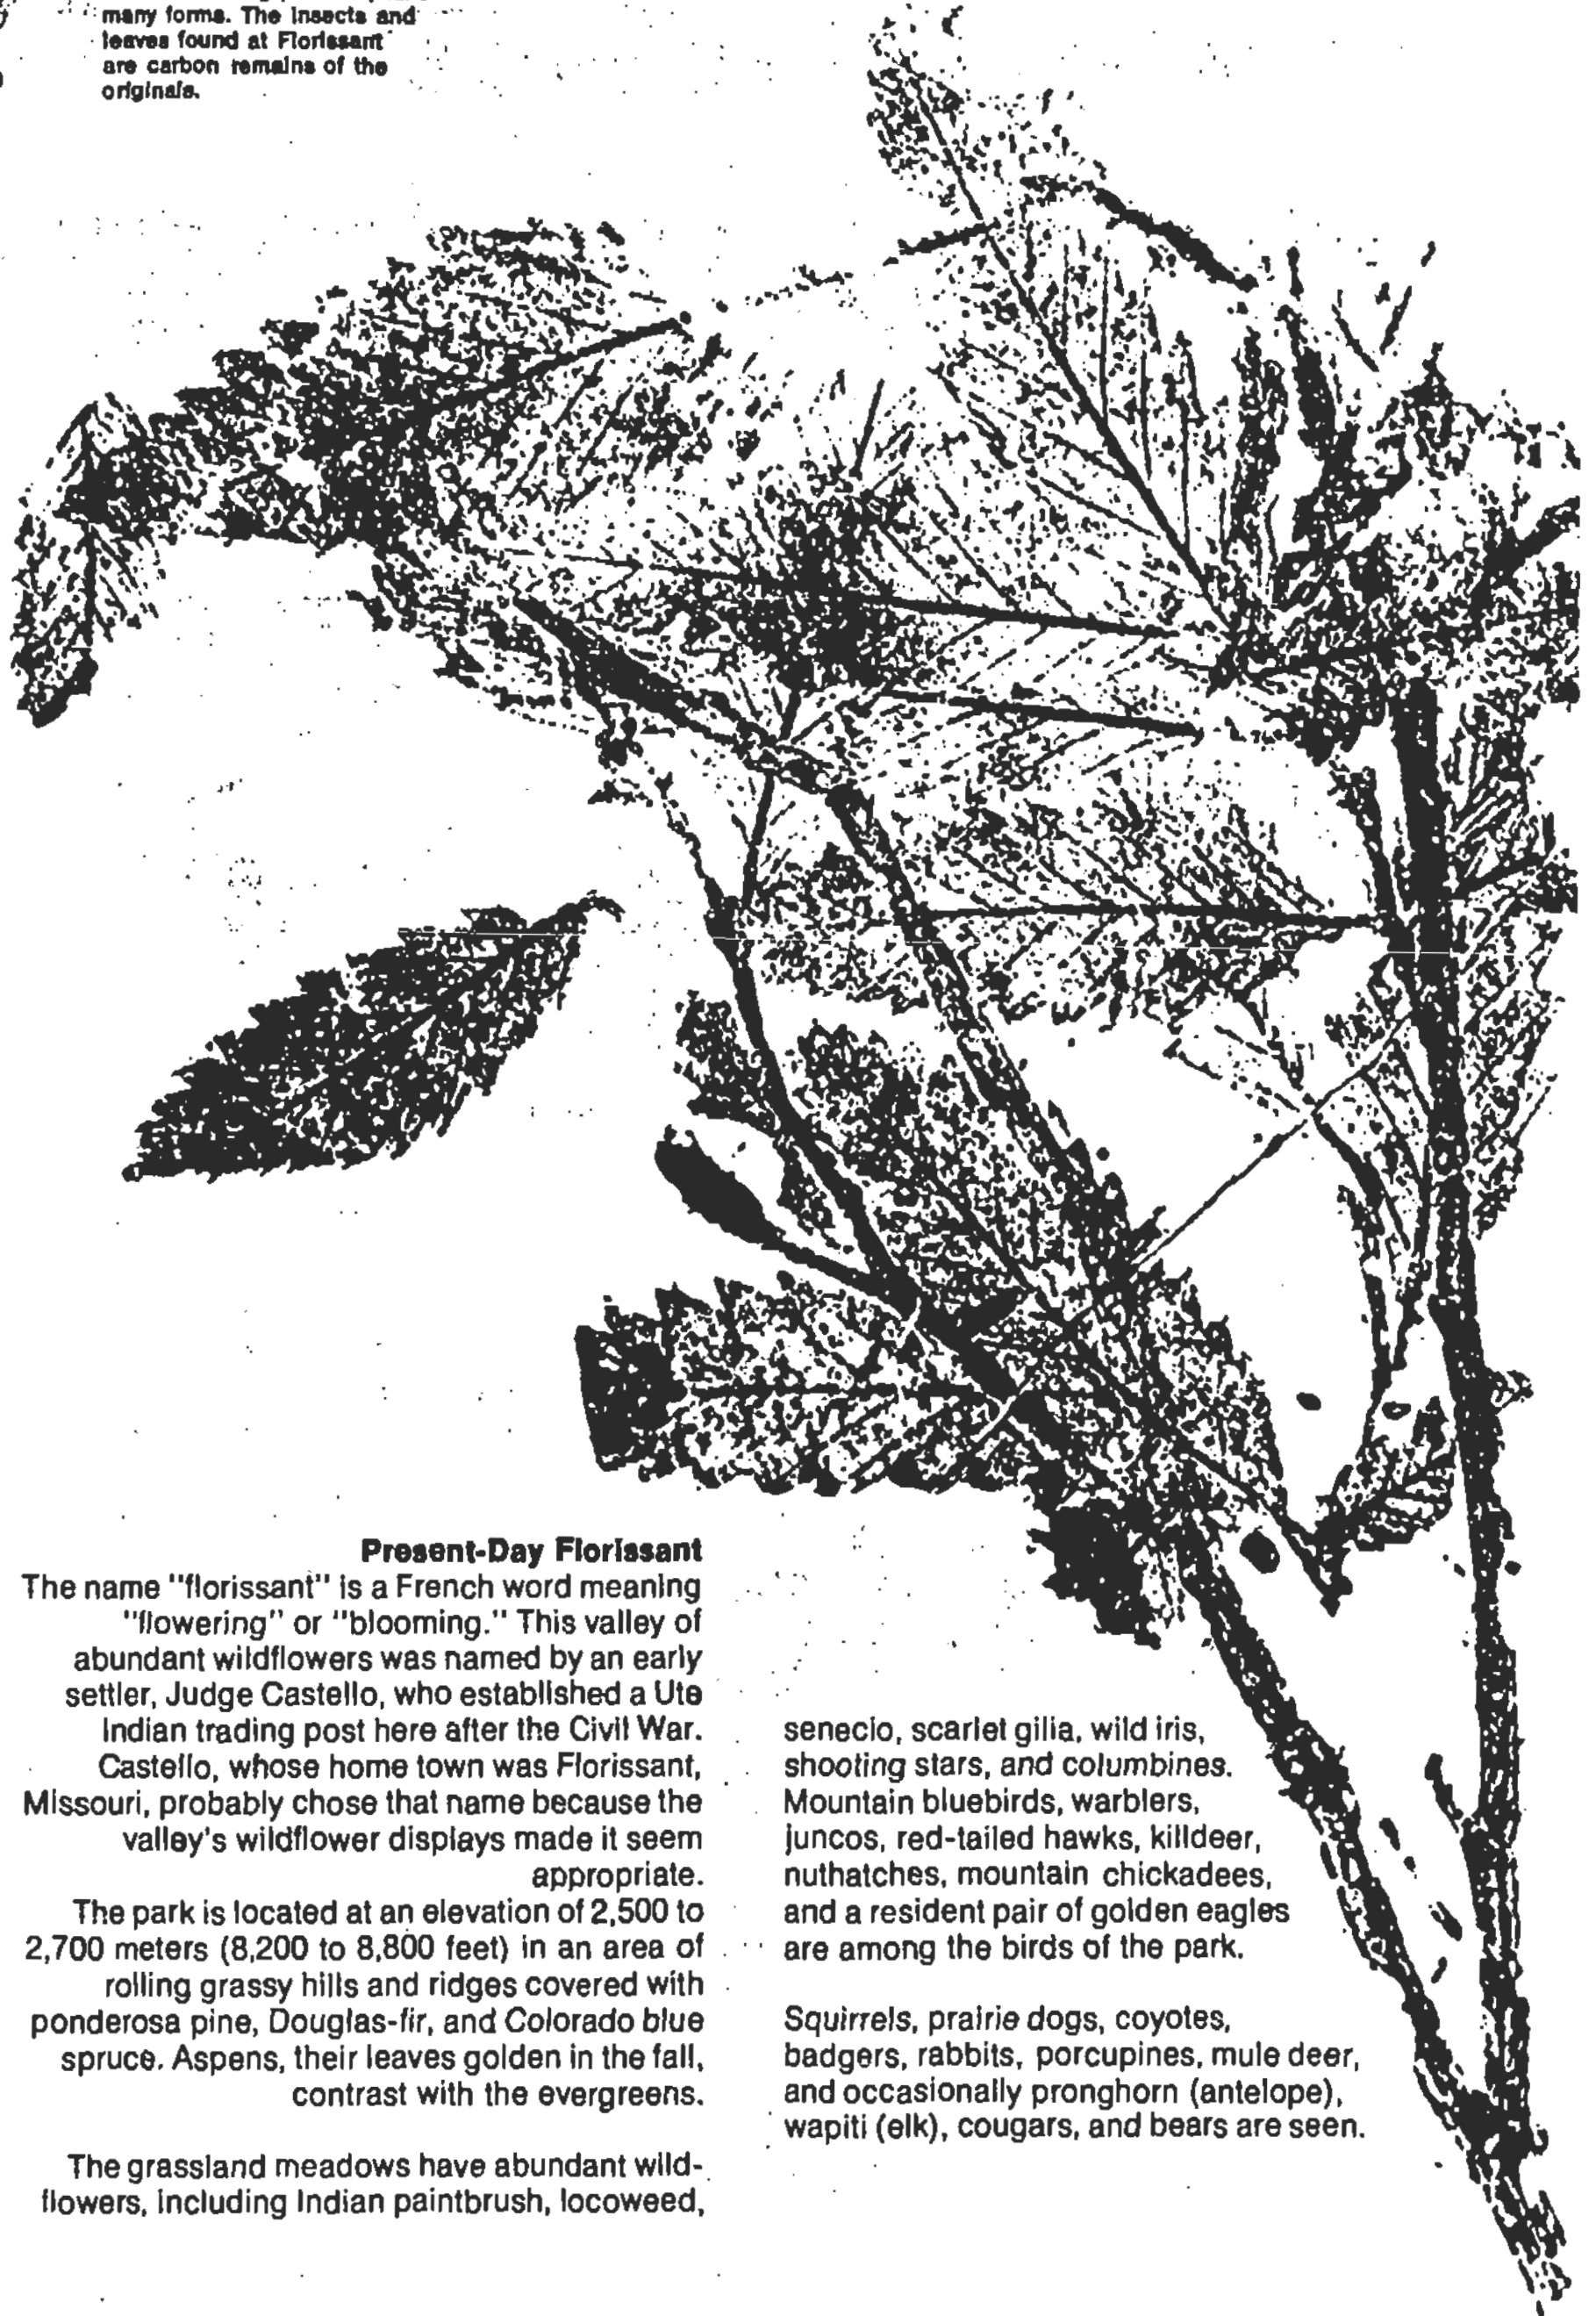 many forms. The insects and
leaves found at Florissant
are carbon remains of the
originals.
Present-Day Florissant
The name "florissant" is a French word meaning
"flowering" or "blooming." This valley of
abundant wildflowers was named by an early
settler, Judge Castello, who established a Ute
Indian trading post here after the Civil War.
Castello, whose home town was Florissant,
Missouri, probably chose that name because the
valley's wildflower displays made it seem
appropriate.
The park is located at an elevation of 2,500 to
2,700 meters (8,200 to 8,800 feet) in an area of
rolling grassy hills and ridges covered with
ponderosa pine, Douglas-fir, and Colorado blue
spruce. Aspens, their leaves golden in the fall,
contrast with the evergreens.
The grassland meadows have abundant wild-
flowers, including Indian paintbrush, locoweed,
senecio, scarlet gilia, wild iris,
shooting stars, and columbines.
Mountain bluebirds, warblers,
juncos, red-tailed hawks, killdeer,
nuthatches, mountain chickadees,
and a resident pair of golden eagles
are among the birds of the park.
Squirrels, prairie dogs, coyotes,
badgers, rabbits, porcupines, mule deer,
and occasionally pronghorn (antelope),
wapiti (elk), cougars, and bears are seen.